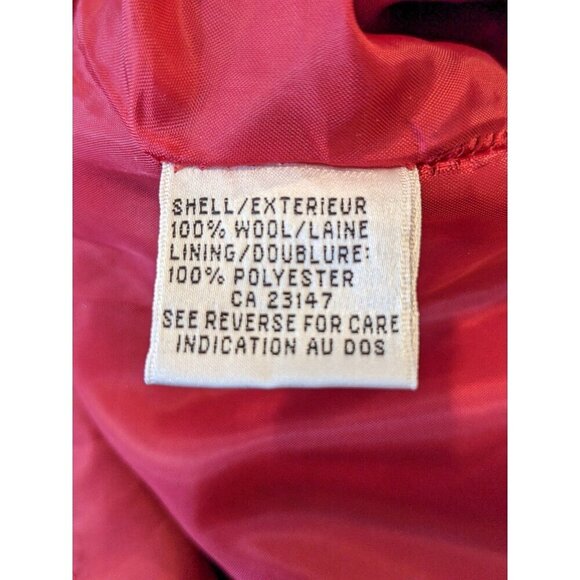 SHELL/EXTERIEUR
100% WOOL/LAINE
LINING/DOUBLURE:
100% POLYESTER
CA 23147
SEE REVERSE FOR CARE
INDICATION AU DOS